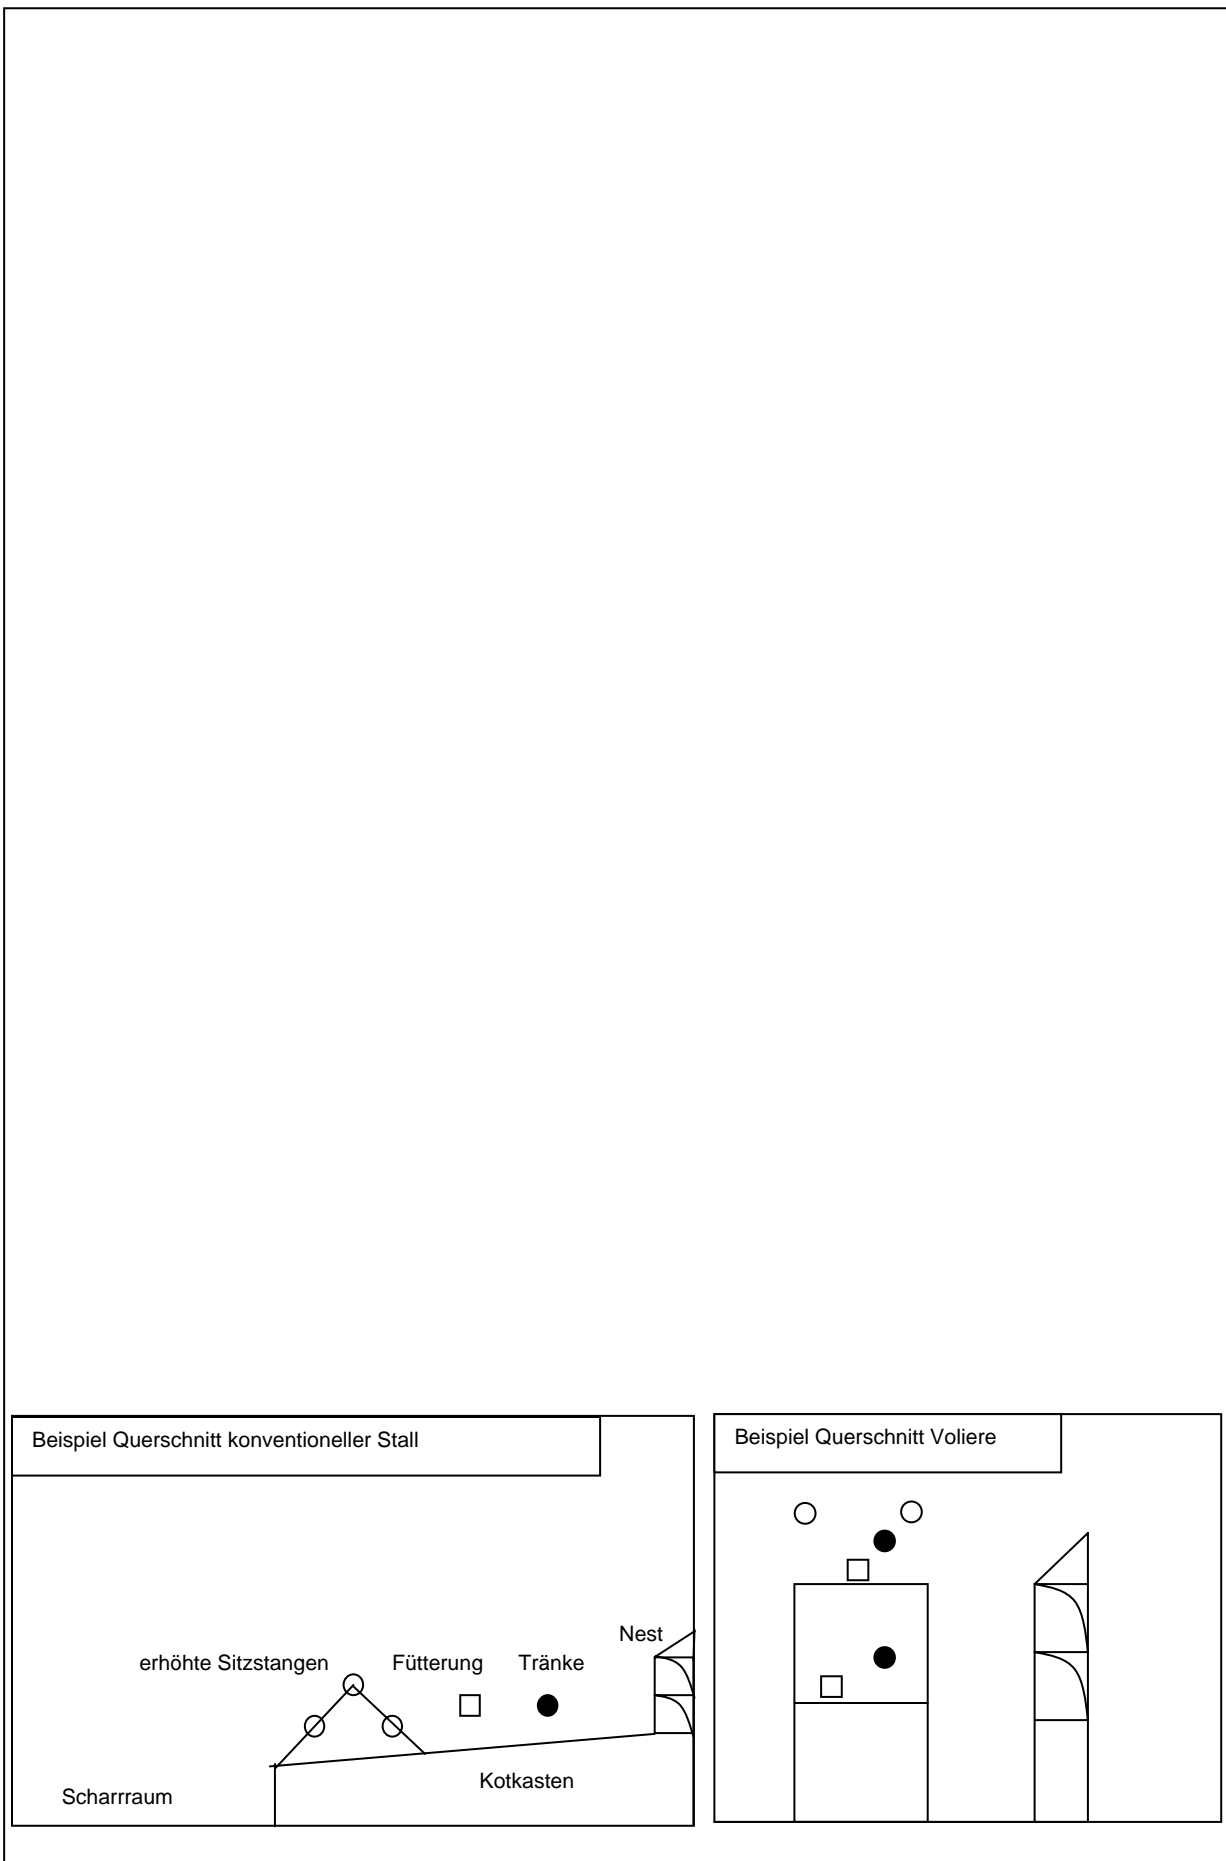 Beispiel Querschnitt konventioneller Stall
Nest
erhöhte Sitzstangen Fütterung Tränke
Kotkasten
Scharrraum
Beispiel Querschnitt Voliere